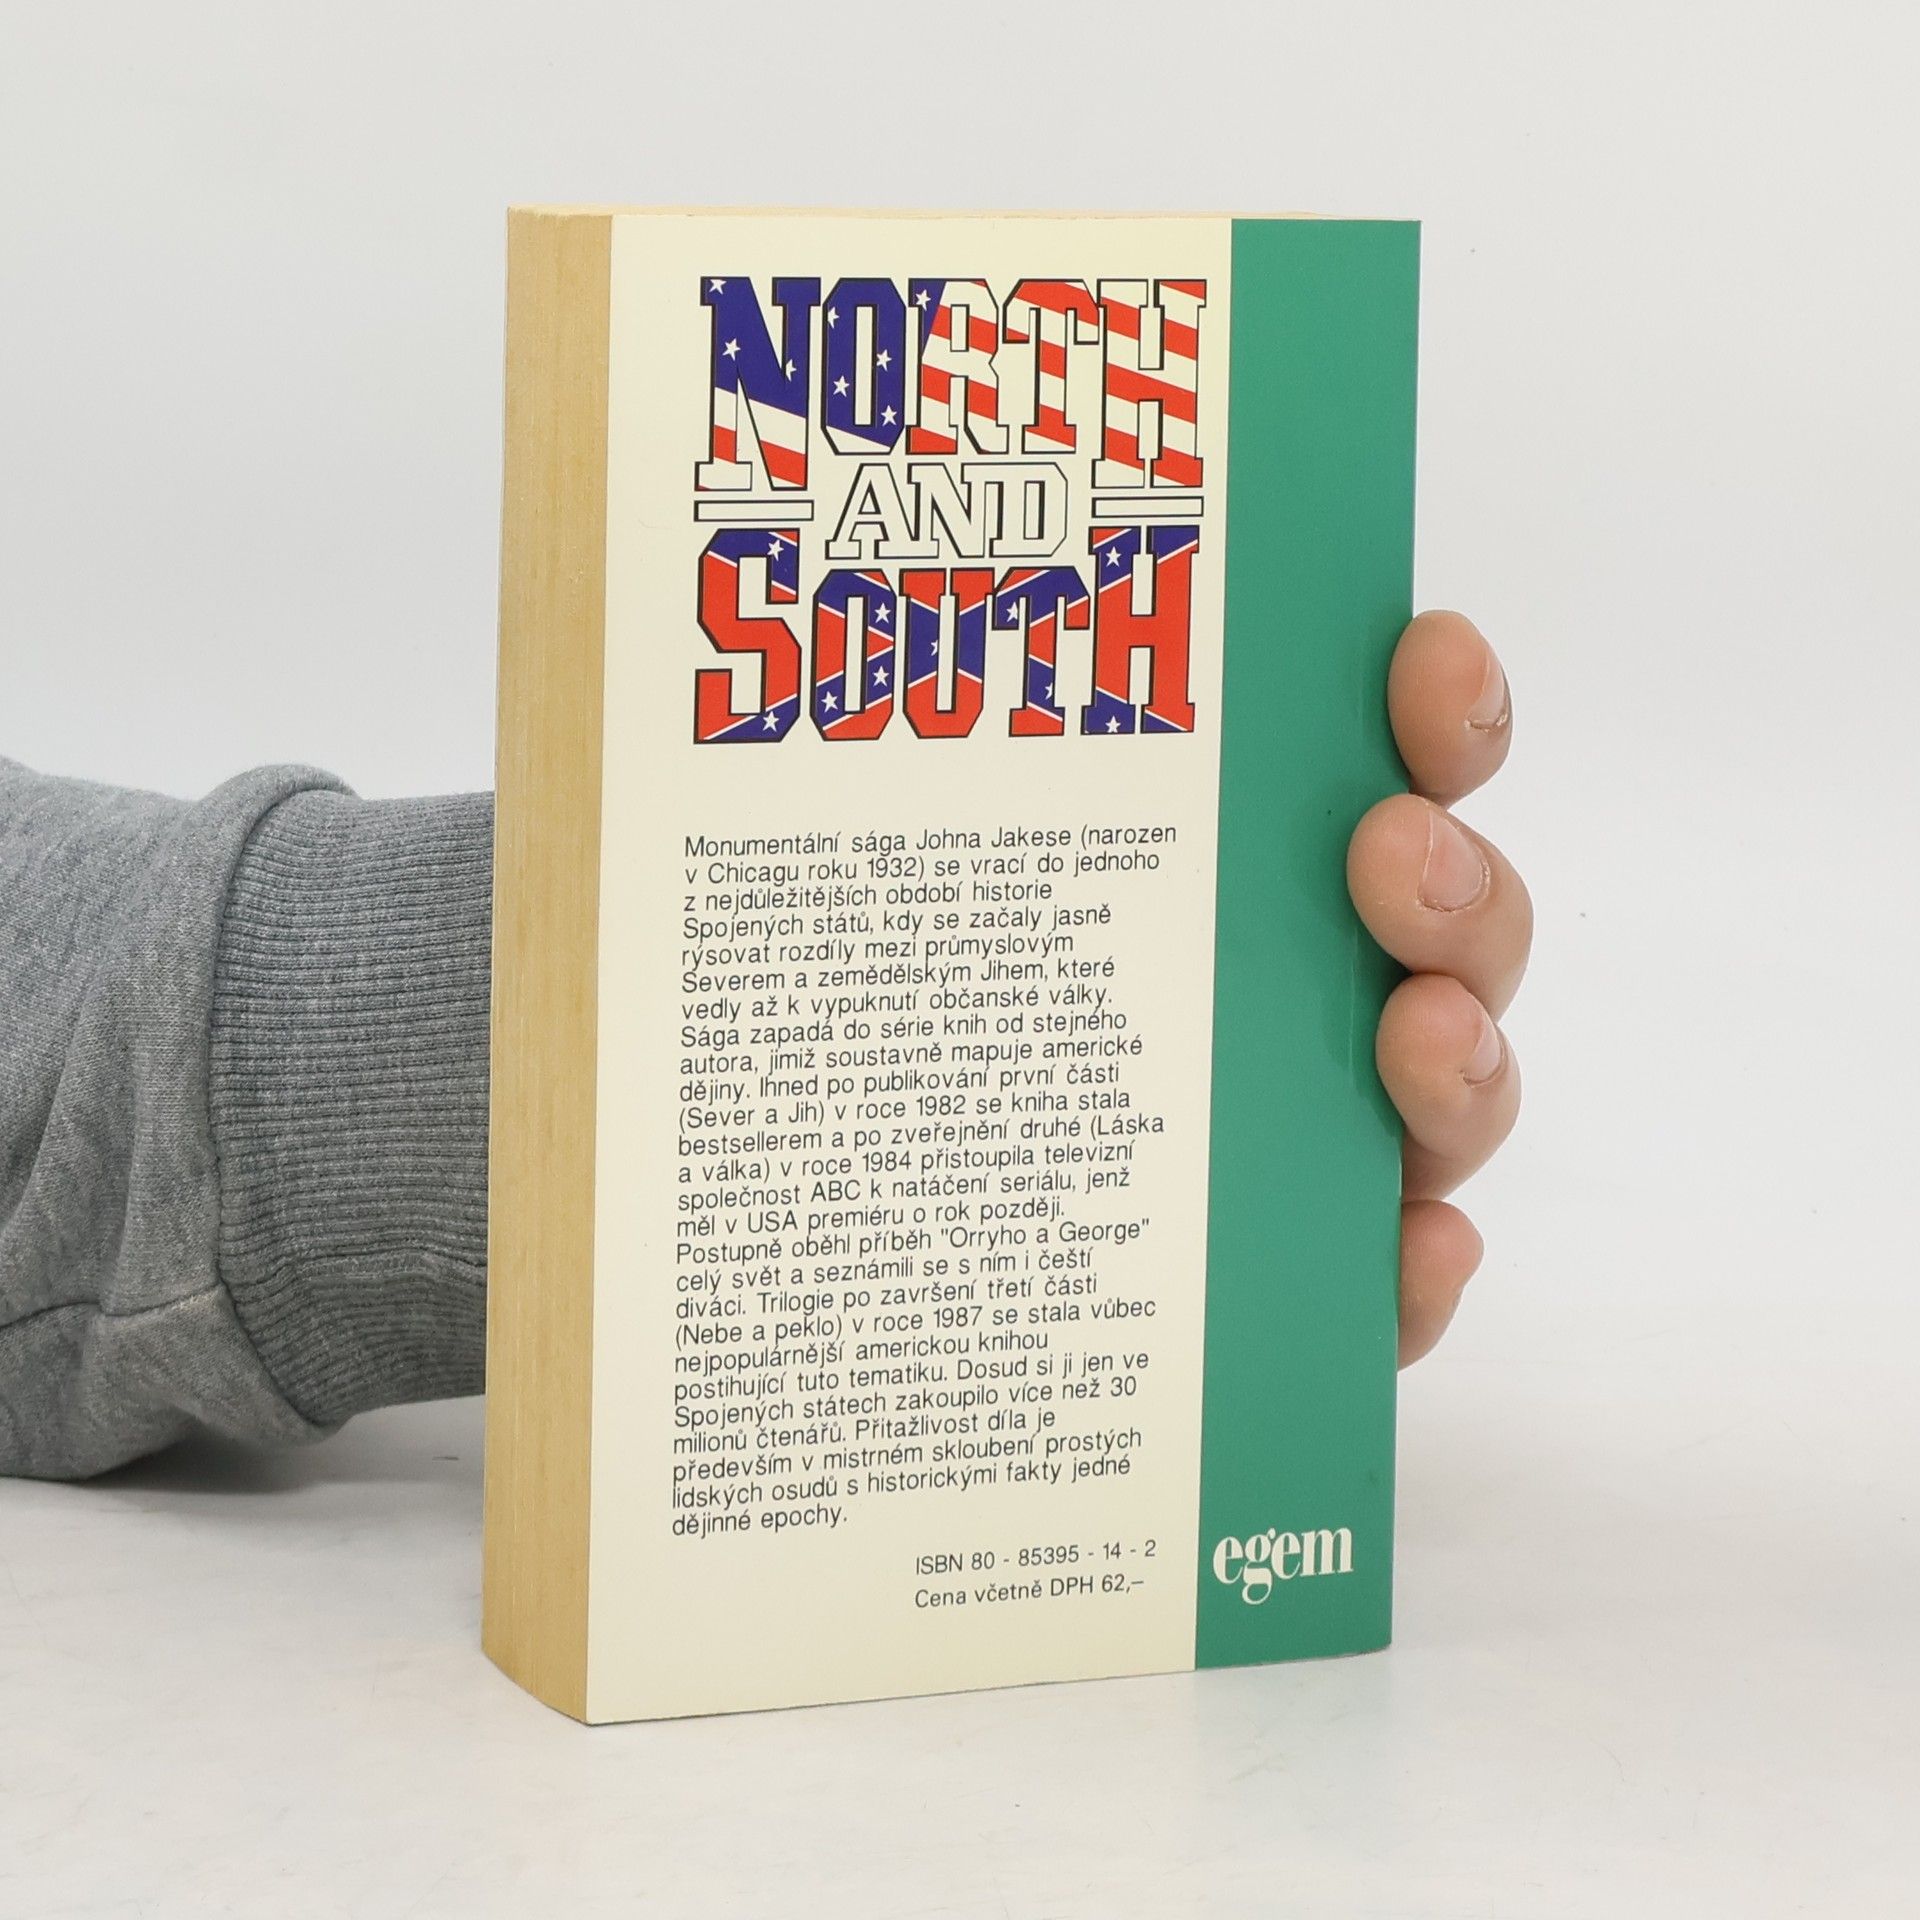 NORTH
AND
SOUTH
Monumentální sága Johna Jakese (narozen
v Chicagu roku 1932) se vrací do jednoho
z nejdůležitějších období historie
Spojených států, kdy se začaly jasně
rýsovat rozdíly mezi průmyslovým
Severem a zemědělským Jihem, které
vedly až k vypuknutí občanské války.
Sága zapadá do série knih od stejného
autora, jimiž soustavně mapuje americké
dějiny. Ihned po publikování první části
(Sever a Jih) v roce 1982 se kniha stala
bestsellerem a po zveřejnění druhé (Láska
a válka) v roce 1984 přistoupila televizní
společnost ABC k natáčení seriálu, jenž
měl v USA premiéru o rok později.
Postupně oběhl příběh "Orryho a George"
celý svět a seznámili se s ním i čeští
diváci. Trilogie po završení třetí části
(Nebe a peklo) v roce 1987 se stala vůbec
nejpopulárnější americkou knihou
postihující tuto tematiku. Dosud si ji jen ve
Spojených státech zakoupilo více než 30
milionů čtenářů. Přitažlivost díla je
především v mistrném skloubení prostých
lidských osudů s historickými fakty jedné
dějinné epochy.
ISBN 80 - 85395 - 14 - 2
Cena včetně DPH 62,–
egem